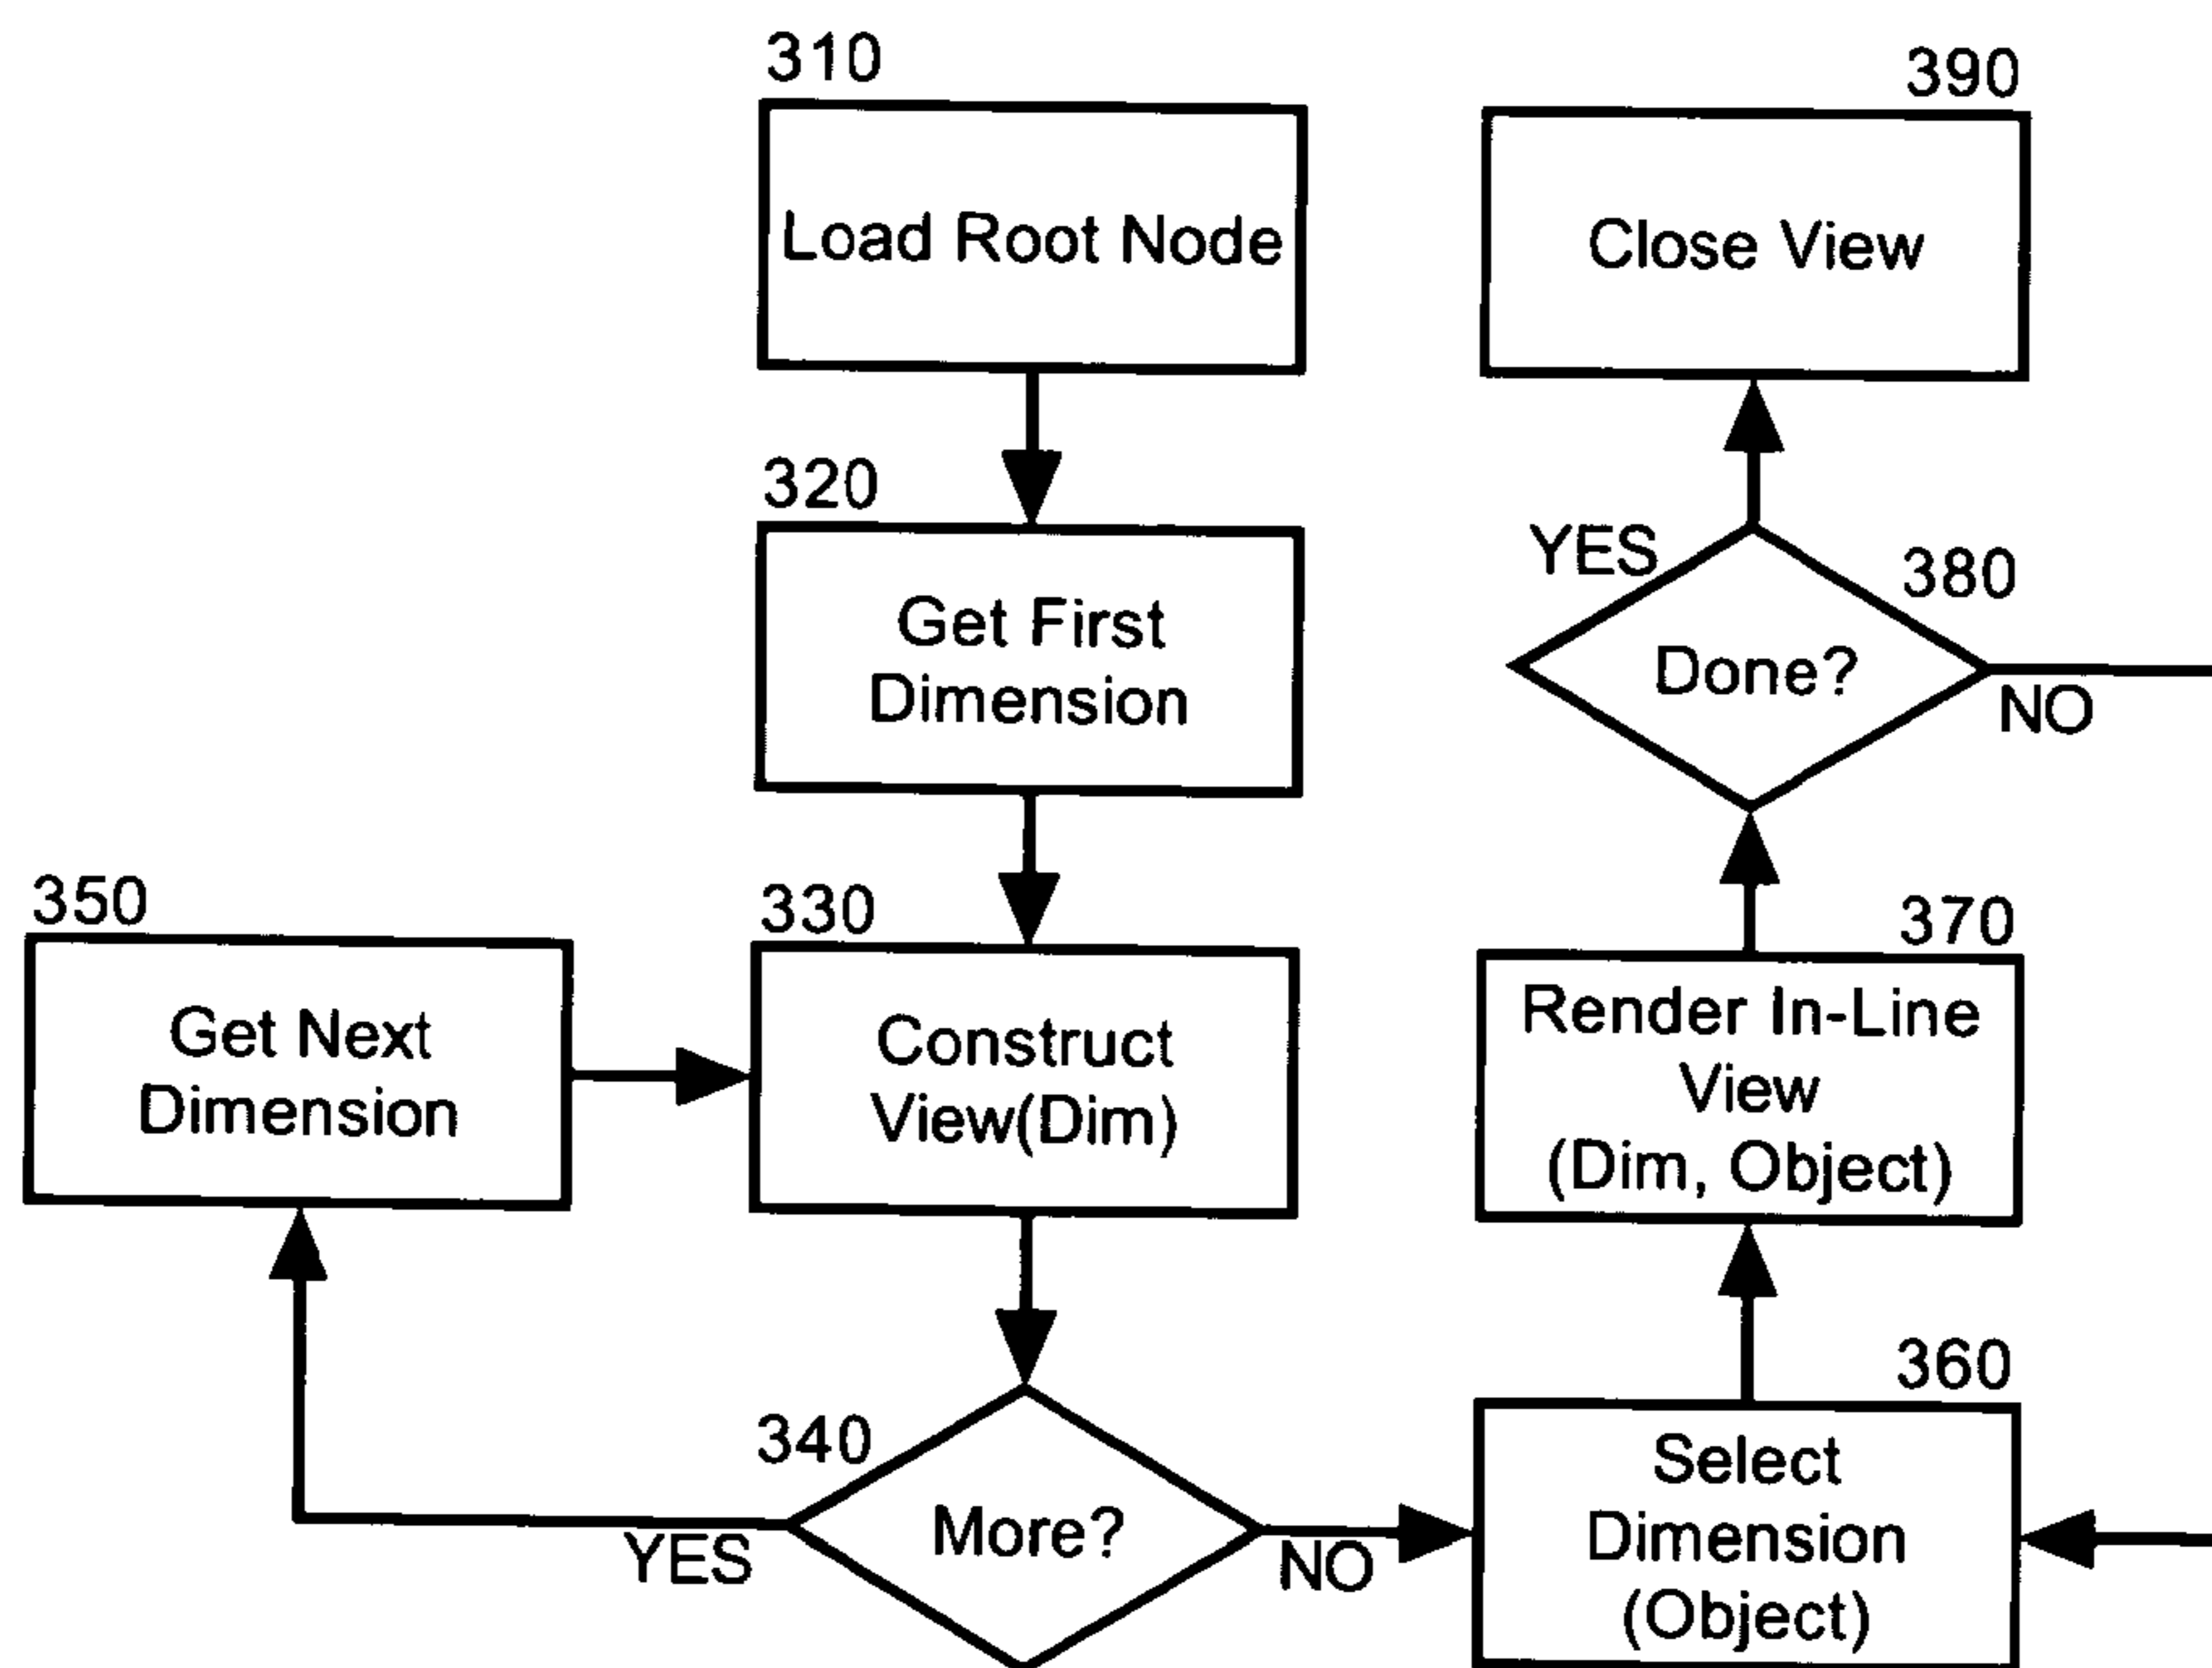 310
Load Root Node
320
Get First
Dimension
330
Construct
View(Dim)
340
More?
YES
NO
350
Get Next
Dimension
360
Select
Dimension
(Object)
370
Render In-Line
View
(Dim, Object)
380
Done?
YES
NO
390
Close View